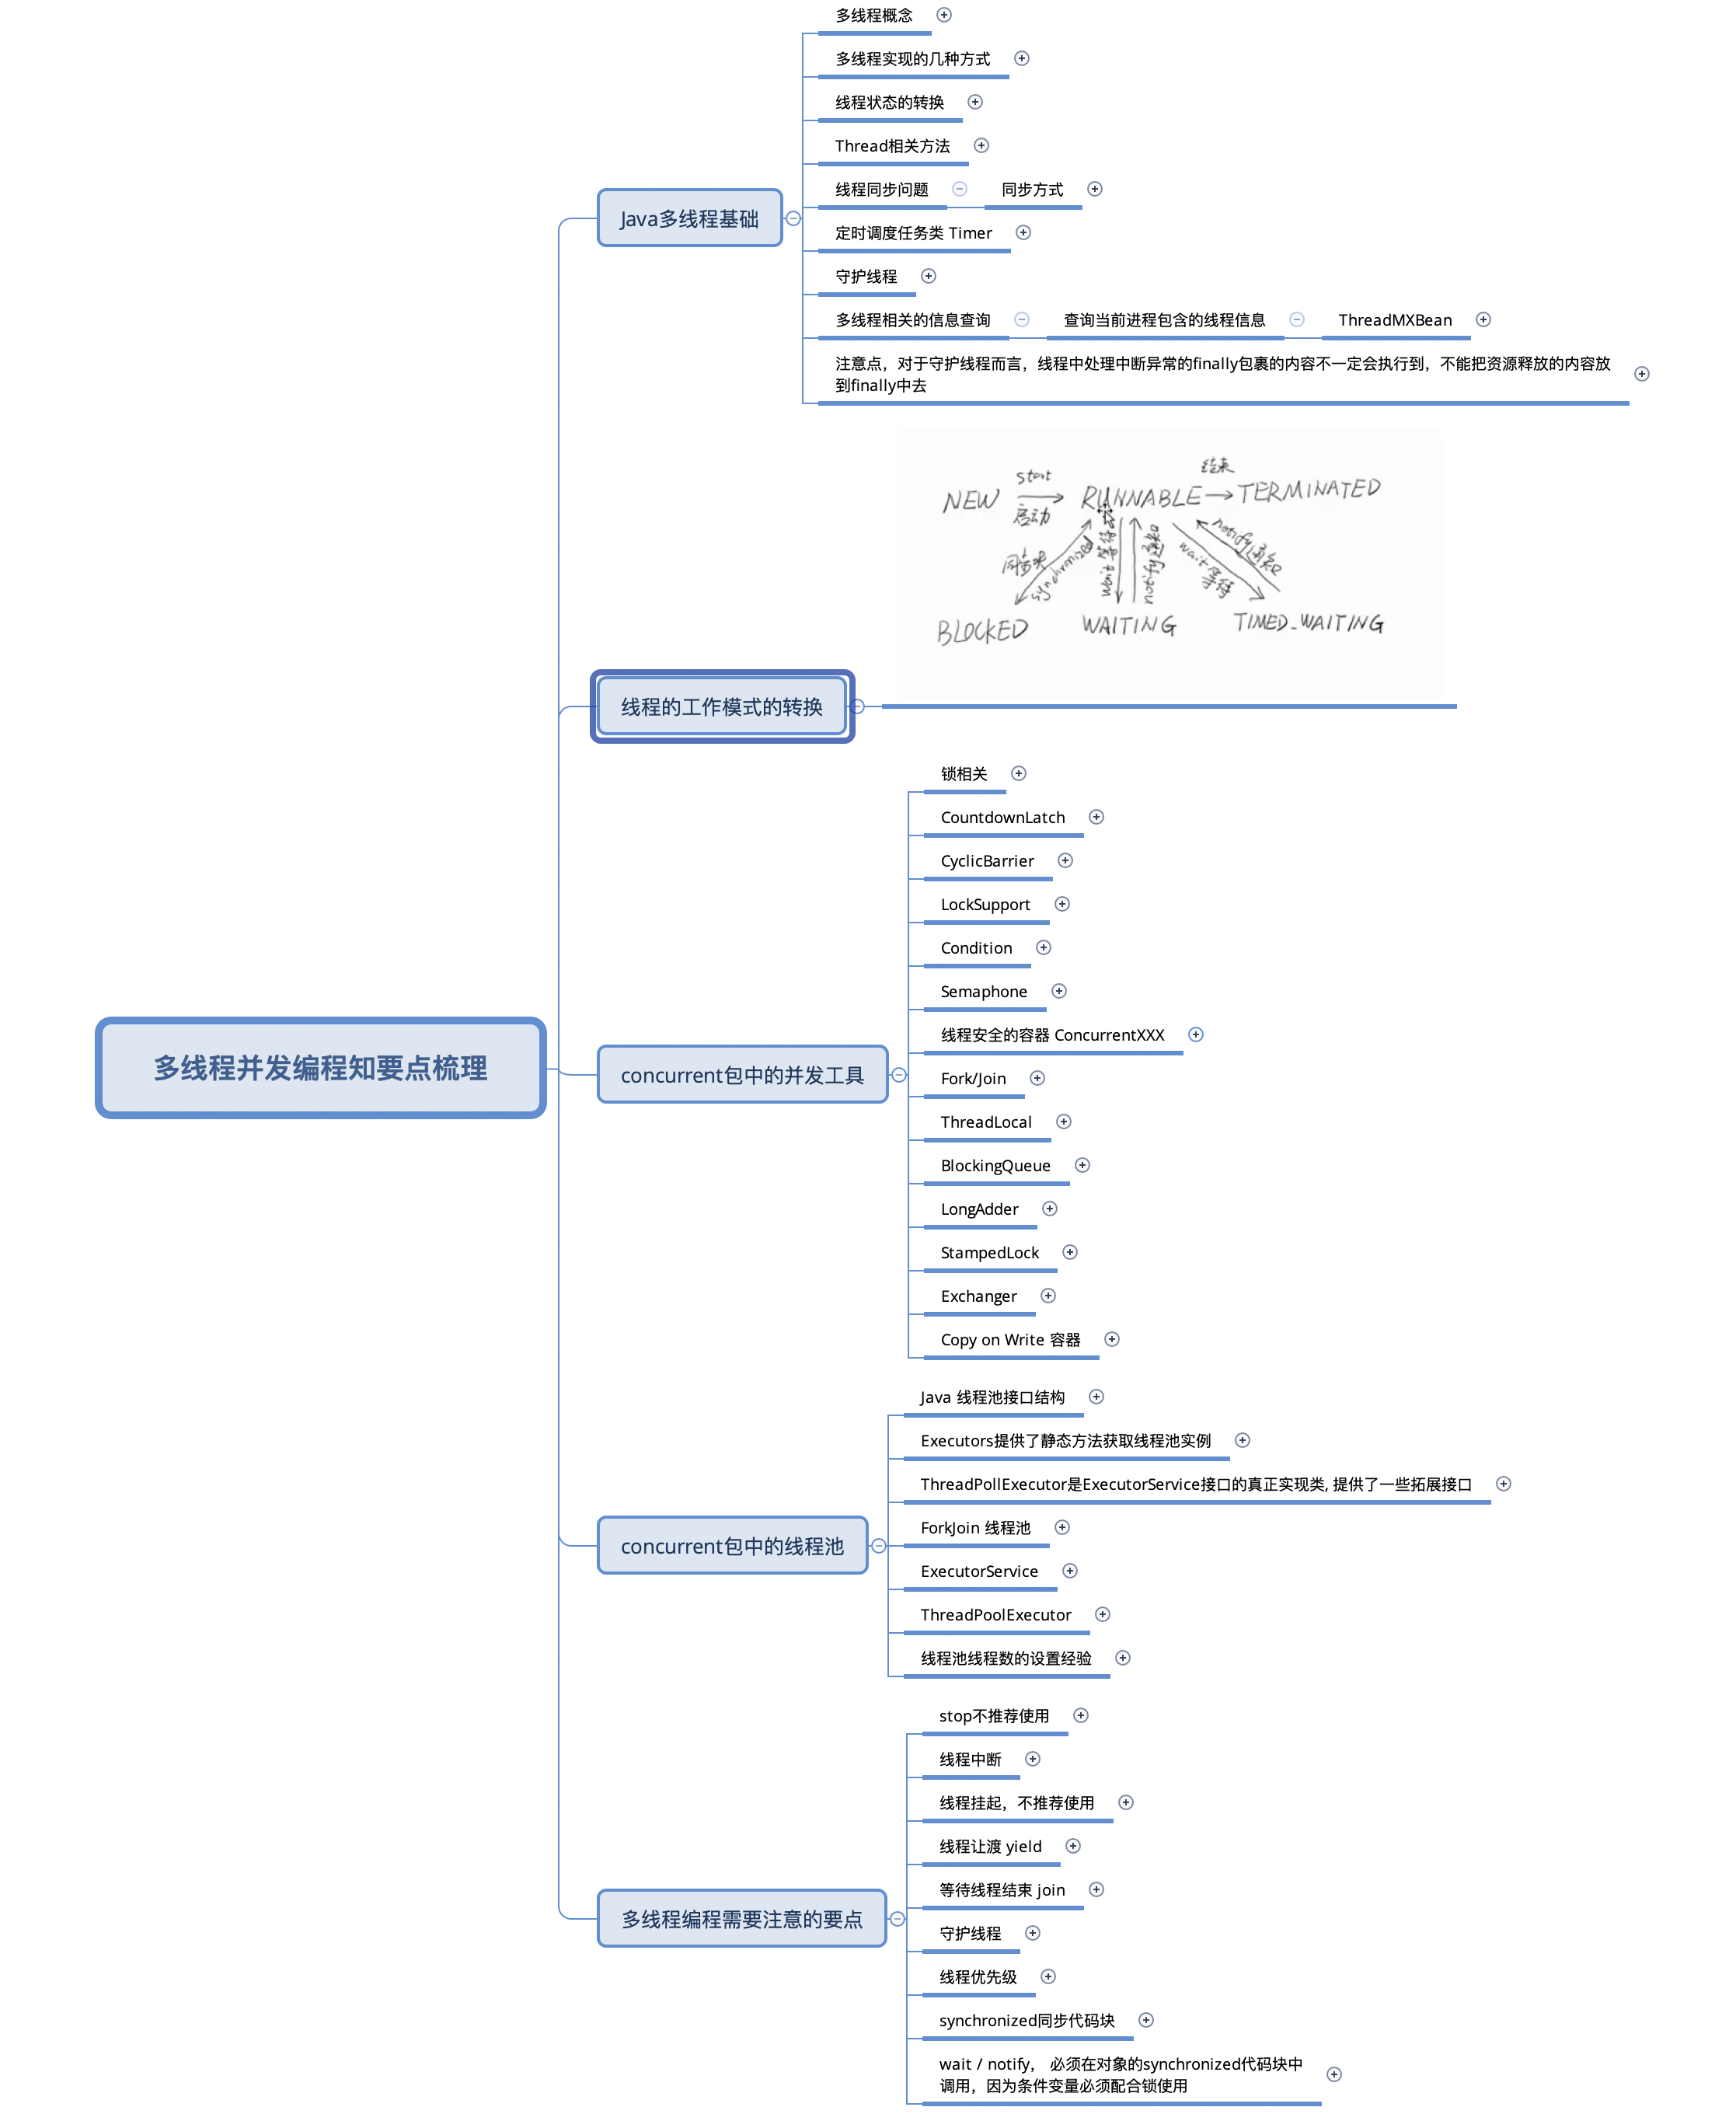 多线程并发编程知要点梳理
Java多线程基础
多线程概念
多线程实现的几种方式
线程状态的转换
Thread相关方法
线程同步问题 同步方式
定时调度任务类 Timer
守护线程
多线程相关的信息查询 查询当前进程包含的线程信息 ThreadMXBean
注意点，对于守护线程而言，线程中处理中断异常的finally包裹的内容不一定会执行到，不能把资源释放的内容放
到finally中去
线程的工作模式的转换
start 结束
NEW RUNNABLE TERMINATED
启动
同步块 synchronized
wait 等待
notify 通知
wait 等待
notify 通知
BLOCKED WAITING TIMED_WAITING
concurrent包中的并发工具
锁相关
CountdownLatch
CyclicBarrier
LockSupport
Condition
Semaphone
线程安全的容器 ConcurrentXXX
Fork/Join
ThreadLocal
BlockingQueue
LongAdder
StampedLock
Exchanger
Copy on Write 容器
concurrent包中的线程池
Java 线程池接口结构
Executors提供了静态方法获取线程池实例
ThreadPollExecutor是ExecutorService接口的真正实现类, 提供了一些拓展接口
ForkJoin 线程池
ExecutorService
ThreadPoolExecutor
线程池线程数的设置经验
多线程编程需要注意的要点
stop不推荐使用
线程中断
线程挂起，不推荐使用
线程让渡 yield
等待线程结束 join
守护线程
线程优先级
synchronized同步代码块
wait / notify， 必须在对象的synchronized代码块中
调用，因为条件变量必须配合锁使用